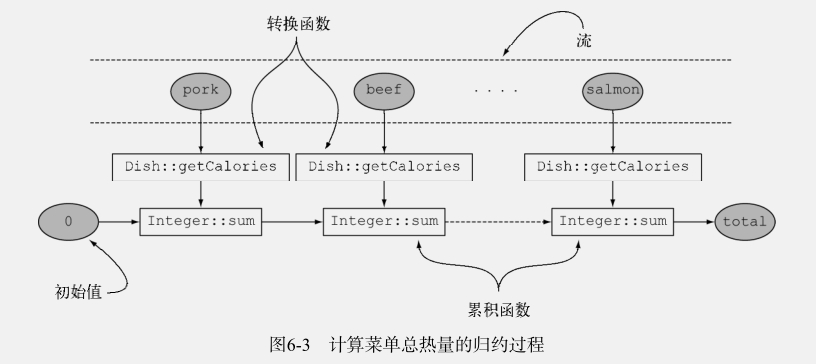 转换函数
流
pork
beef
. . . .
salmon
Dish::getCalories
Dish::getCalories
Dish::getCalories
0
Integer::sum
Integer::sum
Integer::sum
total
初始值
累积函数
图6-3 计算菜单总热量的归约过程